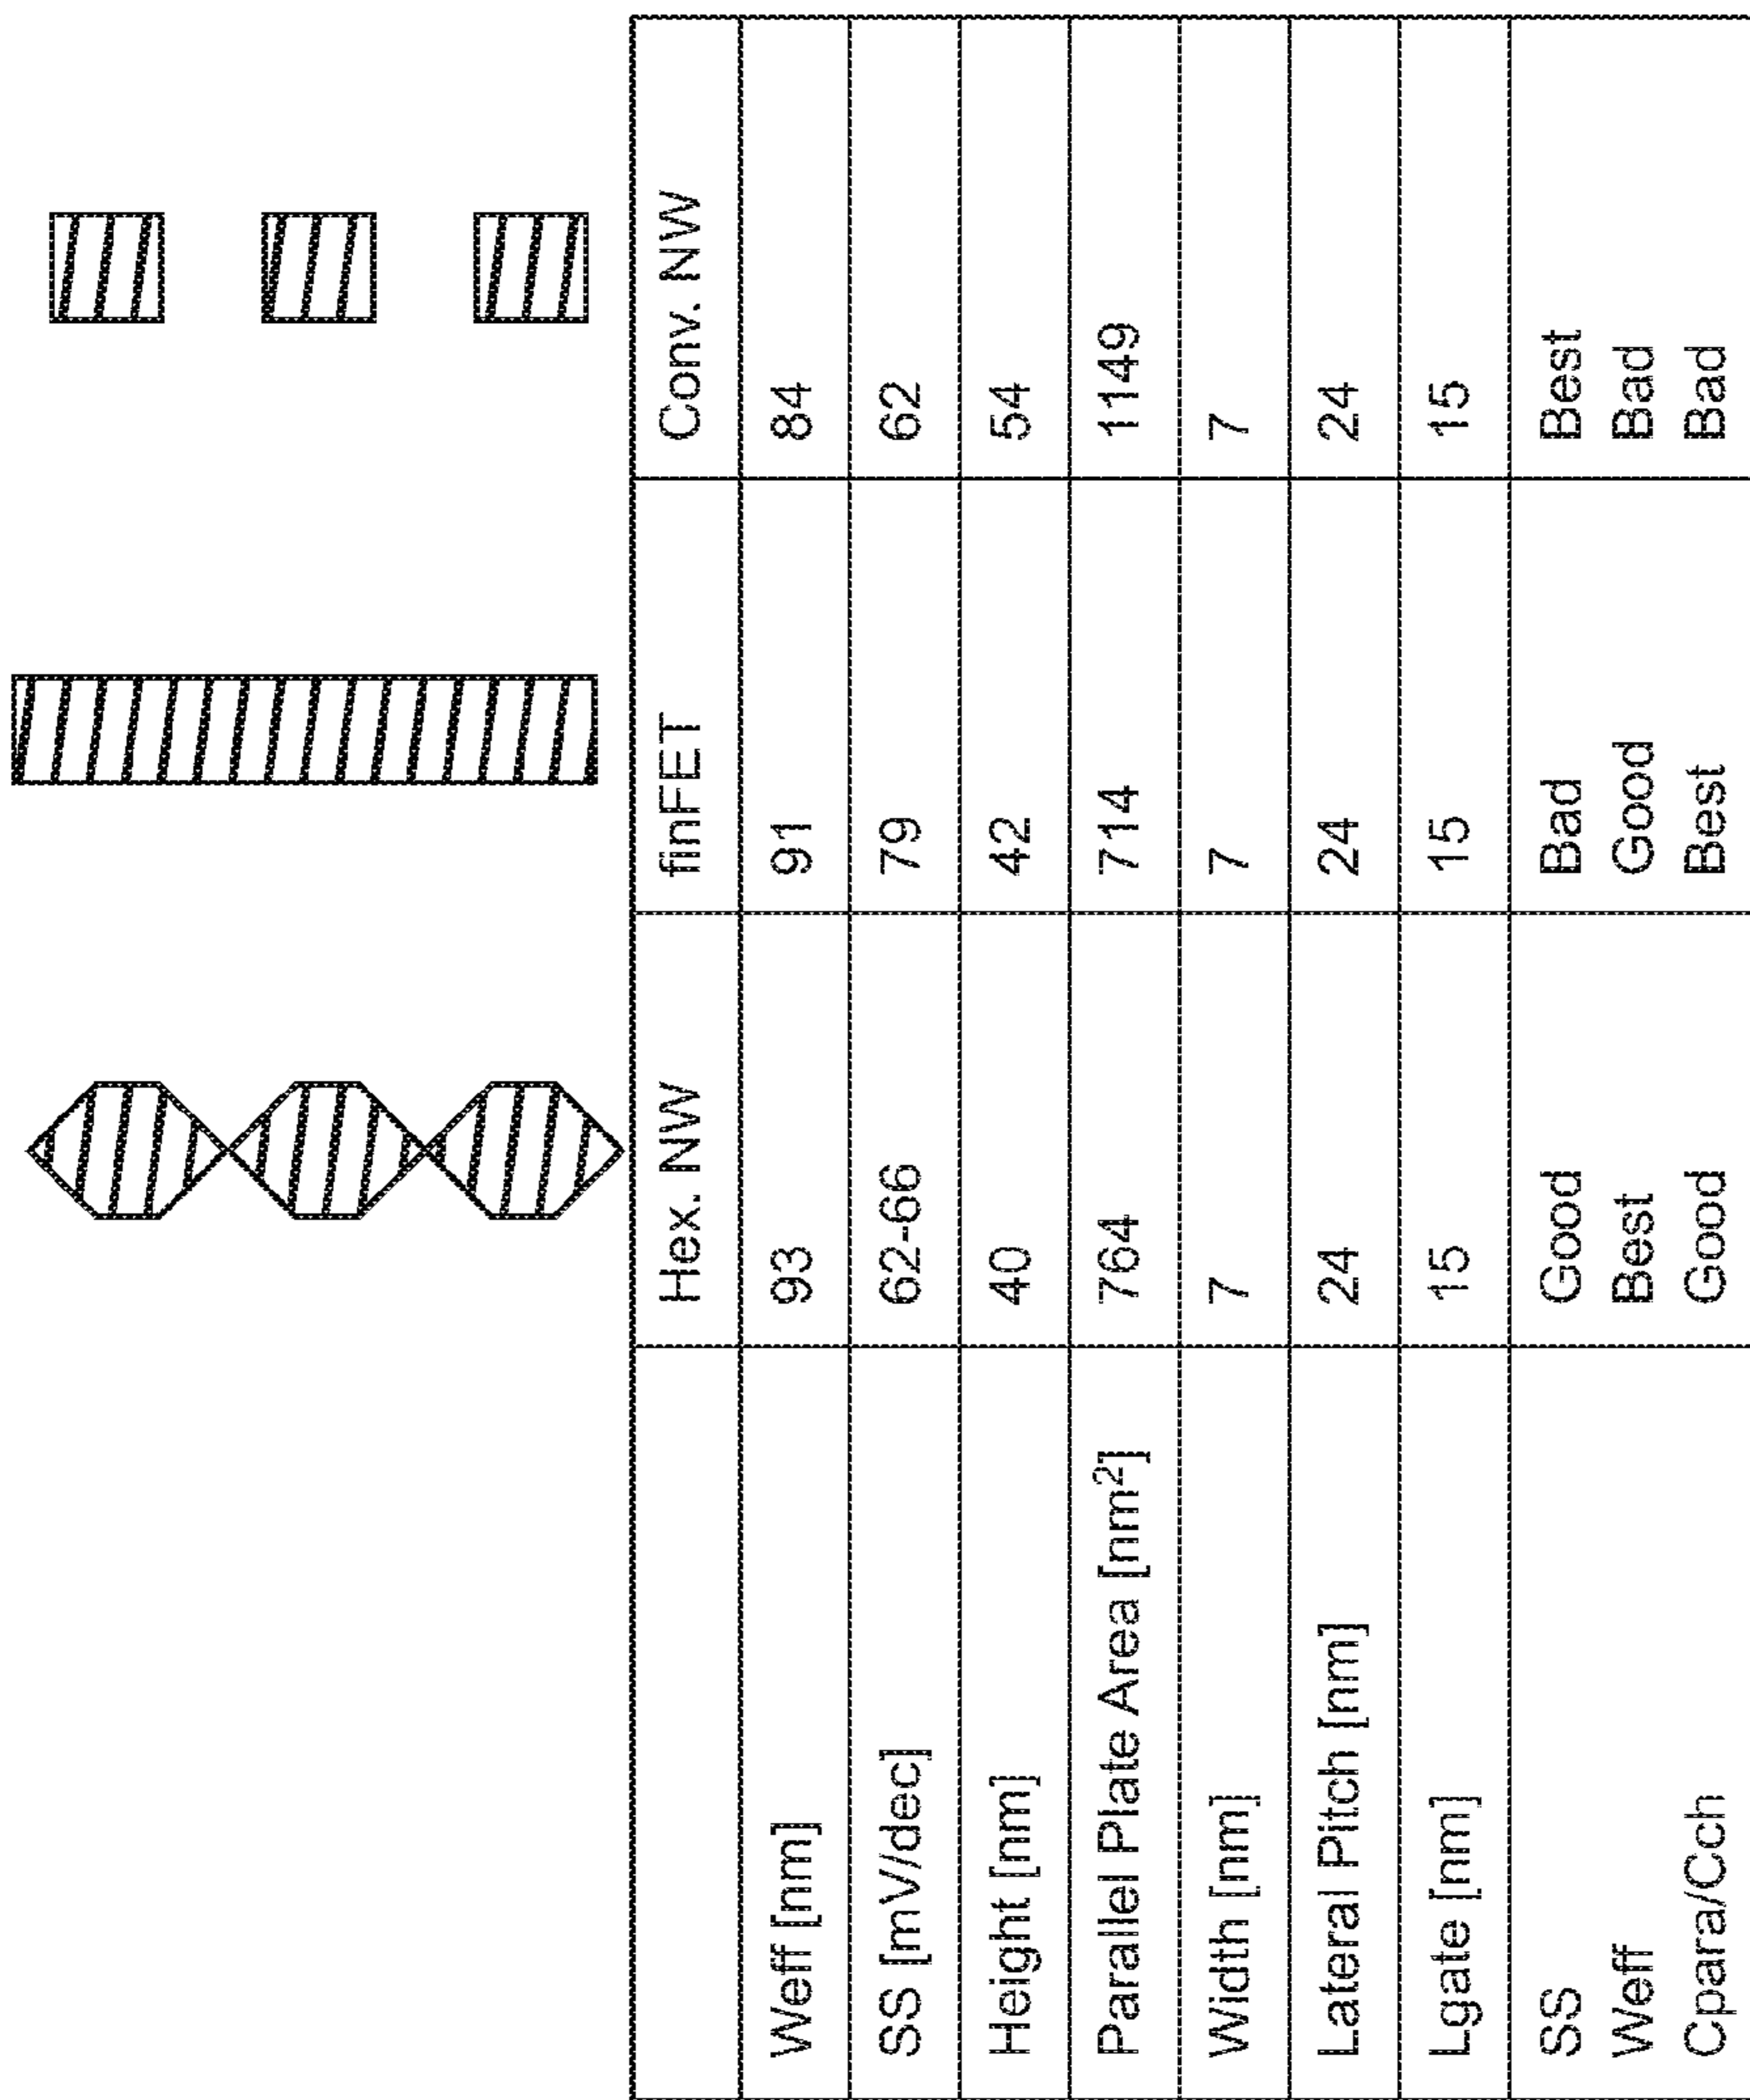 Hex. NW finFET Conv. NW
Weff [nm] 93 91 84
SS [mV/dec] 62-66 79 62
Height [nm] 40 42 54
Parallel Plate Area [nm²] 764 714 1149
Width [nm] 7 7 7
Lateral Pitch [nm] 24 24 24
Lgate [nm] 15 15 15
SS Good Bad Best
Weff Best Good Bad
Cpara/Cch Good Best Bad